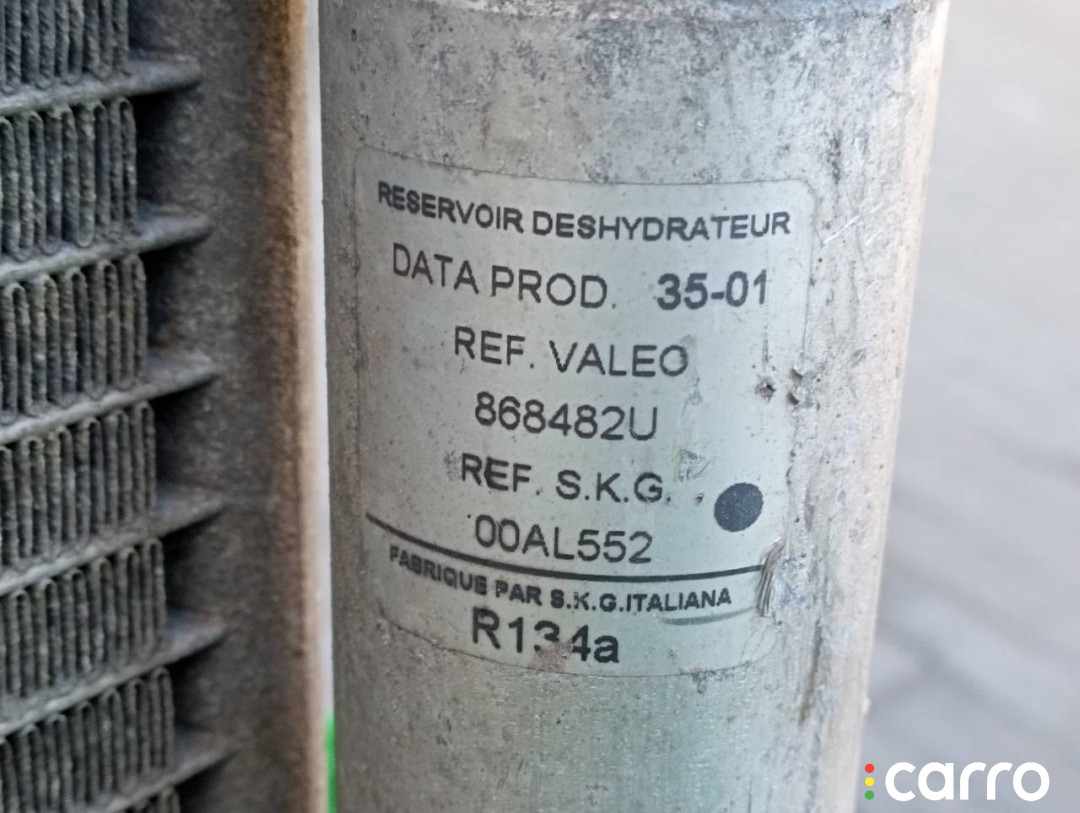 RESERVOIR DESHYDRATEUR
DATA PROD. 35-01
REF. VALEO
868482U
REF. S.K.G.
00AL552
FABRIQUE PAR S.K.G.ITALIANA
R134a
carro